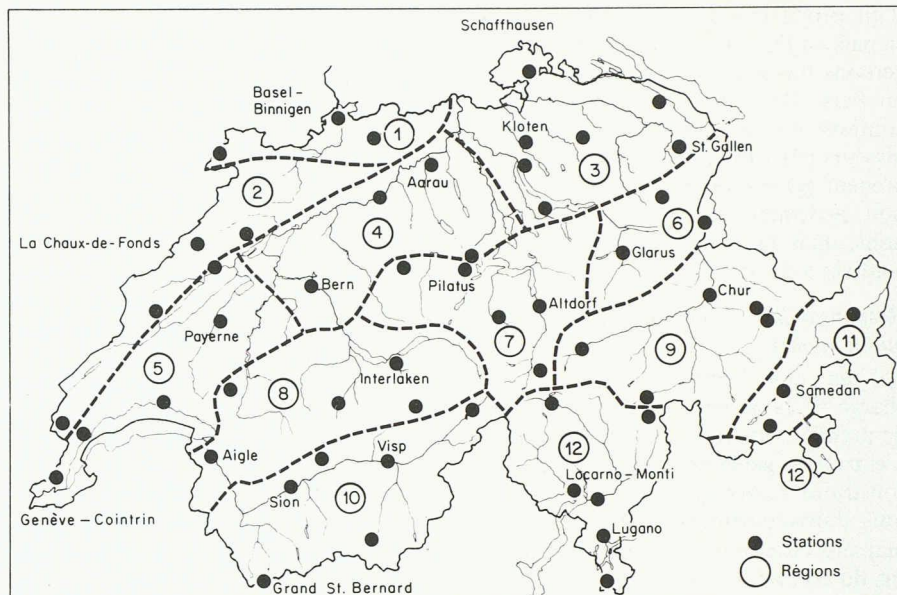 Schaffhausen
Basel-
Binnigen
1
Kloten
St. Gallen
3
Aarau
2
4
6
La Chaux-de-Fonds
Glarus
Bern
Pilatus
Altdorf
Chur
Payerne
7
11
9
5
Interlaken
8
Samedan
Aigle
Visp
12
12
Locarno-Monti
Sion
10
Genève-Cointrin
Lugano
Stations
Régions
Grand St. Bernard